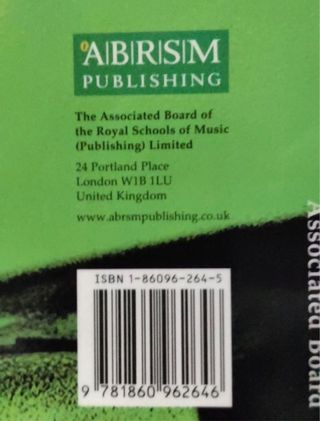 ABRSM
PUBLISHING
The Associated Board of
the Royal Schools of Music
(Publishing) Limited
24 Portland Place
London W1B 1LU
United Kingdom
www.abrsmpublishing.co.uk
Associated Board
ISBN 1-86096-264-5
9 781860 962646